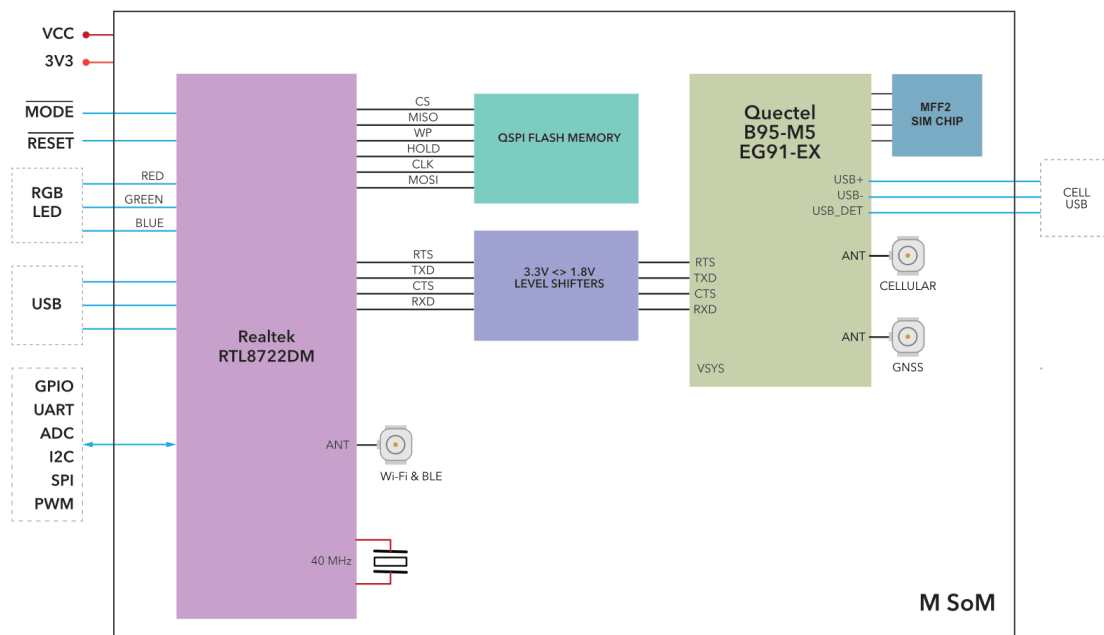 VCC
3V3
MODE
RESET
RGB
LED
RED
GREEN
BLUE
USB
GPIO
UART
ADC
I2C
SPI
PWM
Realtek
RTL8722DM
ANT
Wi-Fi & BLE
40 MHz
CS
MISO
WP
HOLD
CLK
MOSI
QSPI FLASH MEMORY
RTS
TXD
CTS
RXD
3.3V <> 1.8V
LEVEL SHIFTERS
Quectel
B95-M5
EG91-EX
RTS
TXD
CTS
RXD
VSYS
MFF2
SIM CHIP
USB+
USB-
USB_DET
CELL
USB
ANT
CELLULAR
ANT
GNSS
M SoM